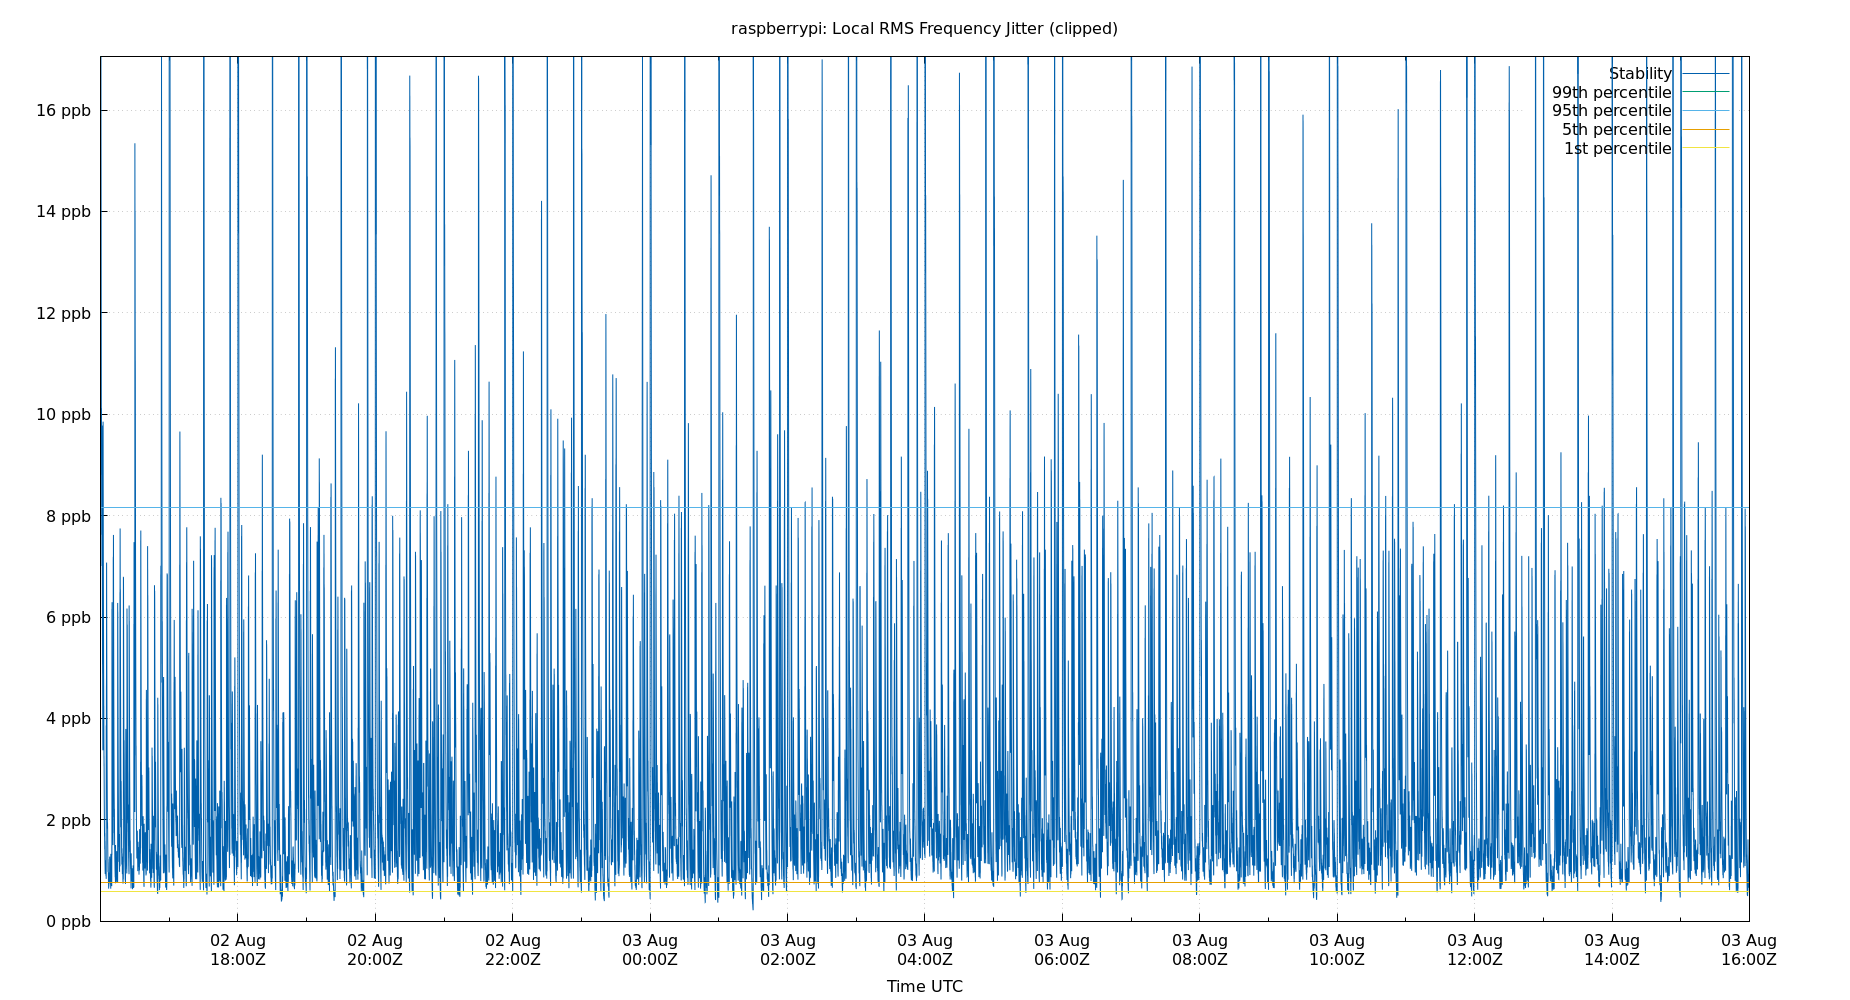 raspberrypi: Local RMS Frequency Jitter (clipped)
Stability
99th percentile
95th percentile
5th percentile
1st percentile
16 ppb
14 ppb
12 ppb
10 ppb
8 ppb
6 ppb
4 ppb
2 ppb
0 ppb
02 Aug 02 Aug 02 Aug 03 Aug 03 Aug 03 Aug 03 Aug 03 Aug 03 Aug 03 Aug 03 Aug 03 Aug
18:00Z 20:00Z 22:00Z 00:00Z 02:00Z 04:00Z 06:00Z 08:00Z 10:00Z 12:00Z 14:00Z 16:00Z
Time UTC